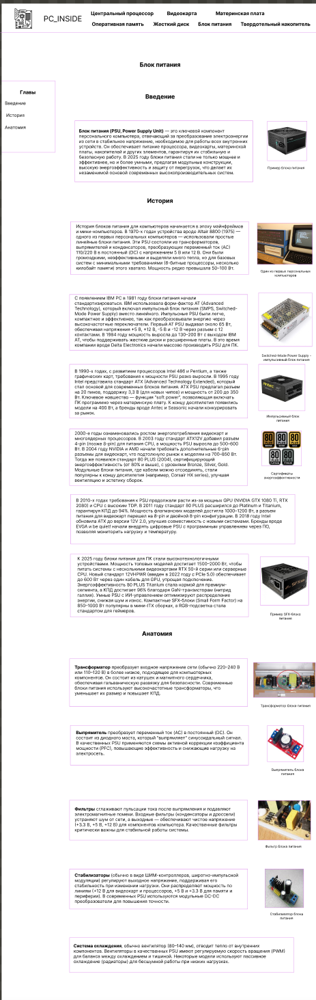 PC_INSIDE
Центральный процессор Видеокарта Материнская плата
Оперативная память Жесткий диск Блок питания Твердотельный накопитель
Блок питания
Главы
Введение
История
Анатомия
Введение
Блок питания (PSU, Power Supply Unit) — это ключевой компонент
персонального компьютера, отвечающий за преобразование электроэнергии
из сети в стабильное напряжение, необходимое для работы всех внутренних
устройств. Он обеспечивает питание процессора, видеокарты, материнской
платы, накопителей и других элементов, гарантируя их стабильную и
безопасную работу. В 2025 году блоки питания стали не только мощнее и
эффективнее, но и более умными, предлагая модульные конструкции,
высокую энергоэффективность и защиту от перегрузок, что делает их
незаменимой основой современных высокопроизводительных систем.
Пример блока питания
История
История блоков питания для компьютеров начинается в эпоху мэйнфреймов
и мини-компьютеров. В 1970-х годах устройства вроде Altair 8800 (1975) —
одного из первых персональных компьютеров — использовали простые
линейные блоки питания. Эти PSU состояли из трансформаторов,
выпрямителей и конденсаторов, преобразующих переменный ток (AC)
110/220 В в постоянный (DC) с напряжением 5 В или 12 В. Они были
громоздкими, неэффективными и выделяли много тепла, но для базовых
систем с минимальными требованиями (8-битные процессоры, несколько
килобайт памяти) этого хватало. Мощность редко превышала 50–100 Вт.
Один из первых персональных
компьютеров
С появлением IBM PC в 1981 году блоки питания начали
стандартизироваться. IBM использовала форм-фактор AT (Advanced
Technology), который включал импульсный блок питания (SMPS, Switched-
Mode Power Supply) вместо линейного. Импульсные PSU были легче,
компактнее и эффективнее, так как преобразовывали энергию через
высокочастотные переключатели. Первый AT PSU выдавал около 65 Вт,
обеспечивая напряжения +5 В, +12 В, -5 В и -12 В через разъем с 12
контактами. В 1984 году мощность выросла до 130–200 Вт с выходом IBM
AT, чтобы поддерживать жесткие диски и расширенные платы. В это время
компании вроде Delta Electronics начали массово производить PSU для ПК.
Switched-Mode Power Supply -
импульсивный блок питания
В 1990-х годах, с развитием процессоров Intel 486 и Pentium, а также
графических карт, требования к мощности PSU резко выросли. В 1995 году
Intel представила стандарт ATX (Advanced Technology Extended), который
стал основой для современных блоков питания. ATX PSU предлагал разъем
на 20 пинов, поддержку 3,3 В (для новых чипов) и мощность от 200 до 350
Вт. Ключевое новшество — функция "soft power", позволяющая включать
ПК программно через материнскую плату. К концу десятилетия появились
модели на 400 Вт, а бренды вроде Antec и Seasonic начали конкурировать
за рынок.
Antec
Импульсивный блок
питания
2000-е годы ознаменовались ростом энергопотребления видеокарт и
многоядерных процессоров. В 2003 году стандарт ATX12V добавил разъем
4-pin (позже 8-pin) для питания CPU, а мощность PSU выросла до 500–600
Вт. В 2004 году NVIDIA и AMD начали требовать дополнительные 6-pin
разъемы для видеокарт, что подтолкнуло рынок к моделям на 700–850 Вт.
Тогда же появился стандарт 80 PLUS (2004), сертифицирующий
энергоэффективность (от 80% и выше), с уровнями Bronze, Silver, Gold.
Модульные блоки питания, где кабели можно отсоединять, стали
популярны к концу десятилетия (например, Corsair HX series), улучшая
вентиляцию и эстетику сборок.
80 80 80
80 80
Сертификаты
энергоэффективности
В 2010-х годах требования к PSU продолжали расти из-за мощных GPU (NVIDIA GTX 1080 Ti, RTX
2080) и CPU с высоким TDP. В 2011 году стандарт 80 PLUS расширился до Platinum и Titanium,
гарантируя КПД до 94%. Мощность флагманских моделей достигла 1000–1200 Вт, а разъем
питания для видеокарт перешел на 8-pin и двойной 8-pin конфигурации. В 2018 году Intel
обновила ATX до версии 12V 2.0, улучшив совместимость с новыми системами. Бренды вроде
EVGA и be quiet! начали внедрять цифровые PSU с программным управлением через ПО,
позволяя мониторить нагрузку и температуру.
К 2025 году блоки питания для ПК стали высокотехнологичными
устройствами. Мощность топовых моделей достигает 1500–2000 Вт, чтобы
питать системы с несколькими видеокартами RTX 50-й серии или серверные
CPU. Новый стандарт 12VHPWR (введен в 2022 году с PCIe 5.0) обеспечивает
до 600 Вт через один кабель для GPU, упрощая подключение.
Энергоэффективность 80 PLUS Titanium стала нормой для премиум-
сегмента, а КПД достигает 96% благодаря GaN-транзисторам (нитрид
галлия). Умные PSU с ИИ-управлением оптимизируют распределение
энергии, снижая шум и износ. Компактные SFX-блоки (Small Form Factor) на
850–1000 Вт популярны в мини-ITX сборках, а RGB-подсветка стала
стандартом для геймеров.
Пример SFX-блока
питания
Анатомия
Трансформатор преобразует входное напряжение сети (обычно 220–240 В
или 110–120 В) в более низкое, подходящее для компьютерных
компонентов. Он состоит из катушек и магнитного сердечника,
обеспечивая гальваническую развязку для безопасности. Современные
блоки питания используют высокочастотные трансформаторы, что
уменьшает их размер и повышает КПД.
Трансформатор блока питания
Выпрямитель преобразует переменный ток (AC) в постоянный (DC). Он
состоит из диодного моста, который "выпрямляет" синусоидальный сигнал.
В качественных PSU применяются схемы активной коррекции коэффициента
мощности (PFC), повышающие эффективность и снижающие нагрузку на
электросеть.
Выпрямитель блока
питания
Фильтры сглаживают пульсации тока после выпрямления и подавляют
электромагнитные помехи. Входные фильтры (конденсаторы и дроссели)
устраняют шум от сети, а выходные — обеспечивают чистое напряжение
(+3.3 В, +5 В, +12 В) для компонентов компьютера. Качественные фильтры
критически важны для стабильной работы системы.
Фильтр блока питания
Стабилизаторы (обычно в виде ШИМ-контроллеров, широтно-импульсной
модуляции) регулируют выходное напряжение, поддерживая его
стабильность при изменении нагрузки. Они распределяют мощность по
линиям (+12 В для видеокарт и процессоров, +5 В и +3.3 В для памяти и
периферии). В современных PSU используются модульные DC-DC
преобразователи для повышения точности.
Стабилизатор блока
питания
Система охлаждения, обычно вентилятор (80–140 мм), отводит тепло от внутренних
компонентов. Вентиляторы в качественных PSU имеют регулируемую скорость вращения (PWM)
для баланса между охлаждением и тишиной. Некоторые модели используют пассивное
охлаждение (радиаторы) для бесшумной работы при низких нагрузках.